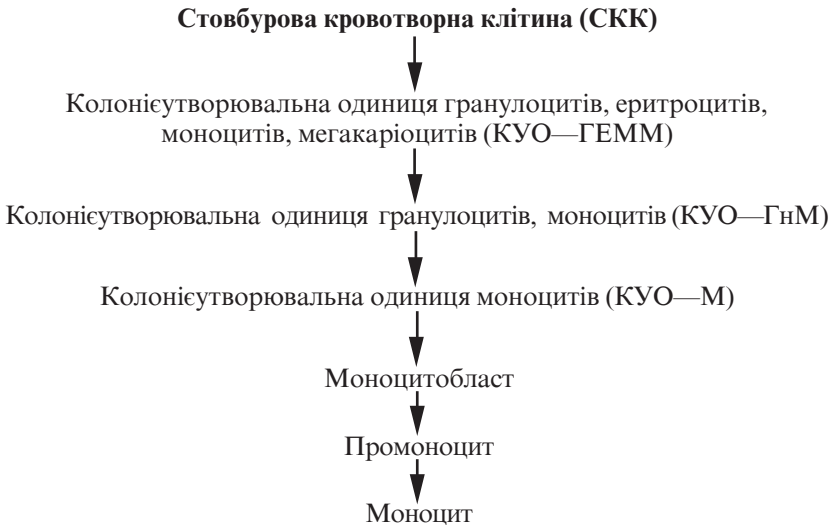 Стовбурова кровотворна клітина (СКК)
Колонієутворювальна одиниця гранулоцитів, еритроцитів,
моноцитів, мегакаріоцитів (КУО—ГЕММ)
Колонієутворювальна одиниця гранулоцитів, моноцитів (КУО—ГнМ)
Колонієутворювальна одиниця моноцитів (КУО—М)
Моноцитобласт
Промоноцит
Моноцит